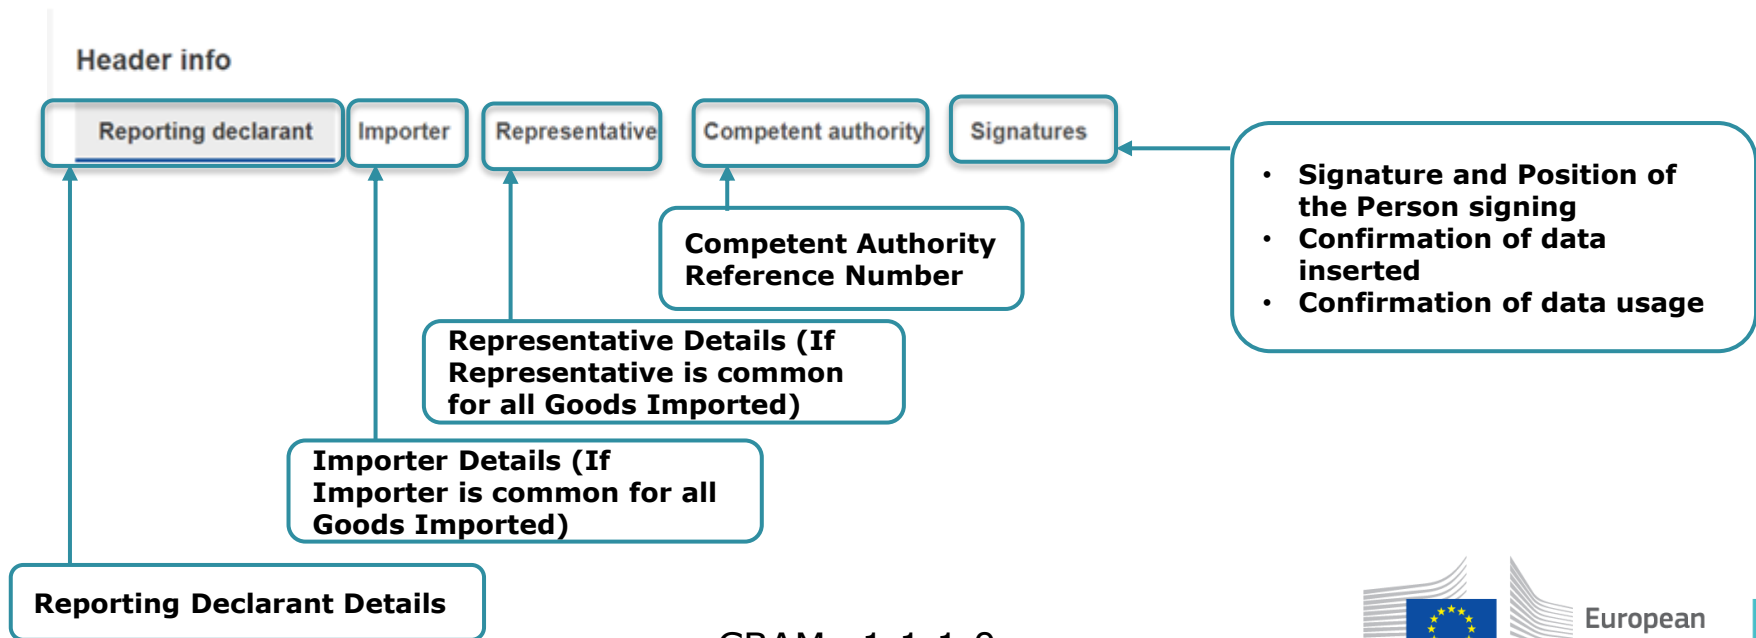 Header info
Reporting declarant
Importer
Representative
Competent authority
Signatures
• Signature and Position of
the Person signing
• Confirmation of data
inserted
• Confirmation of data usage
Competent Authority
Reference Number
Representative Details (If
Representative is common
for all Goods Imported)
Importer Details (If
Importer is common for all
Goods Imported)
Reporting Declarant Details
European